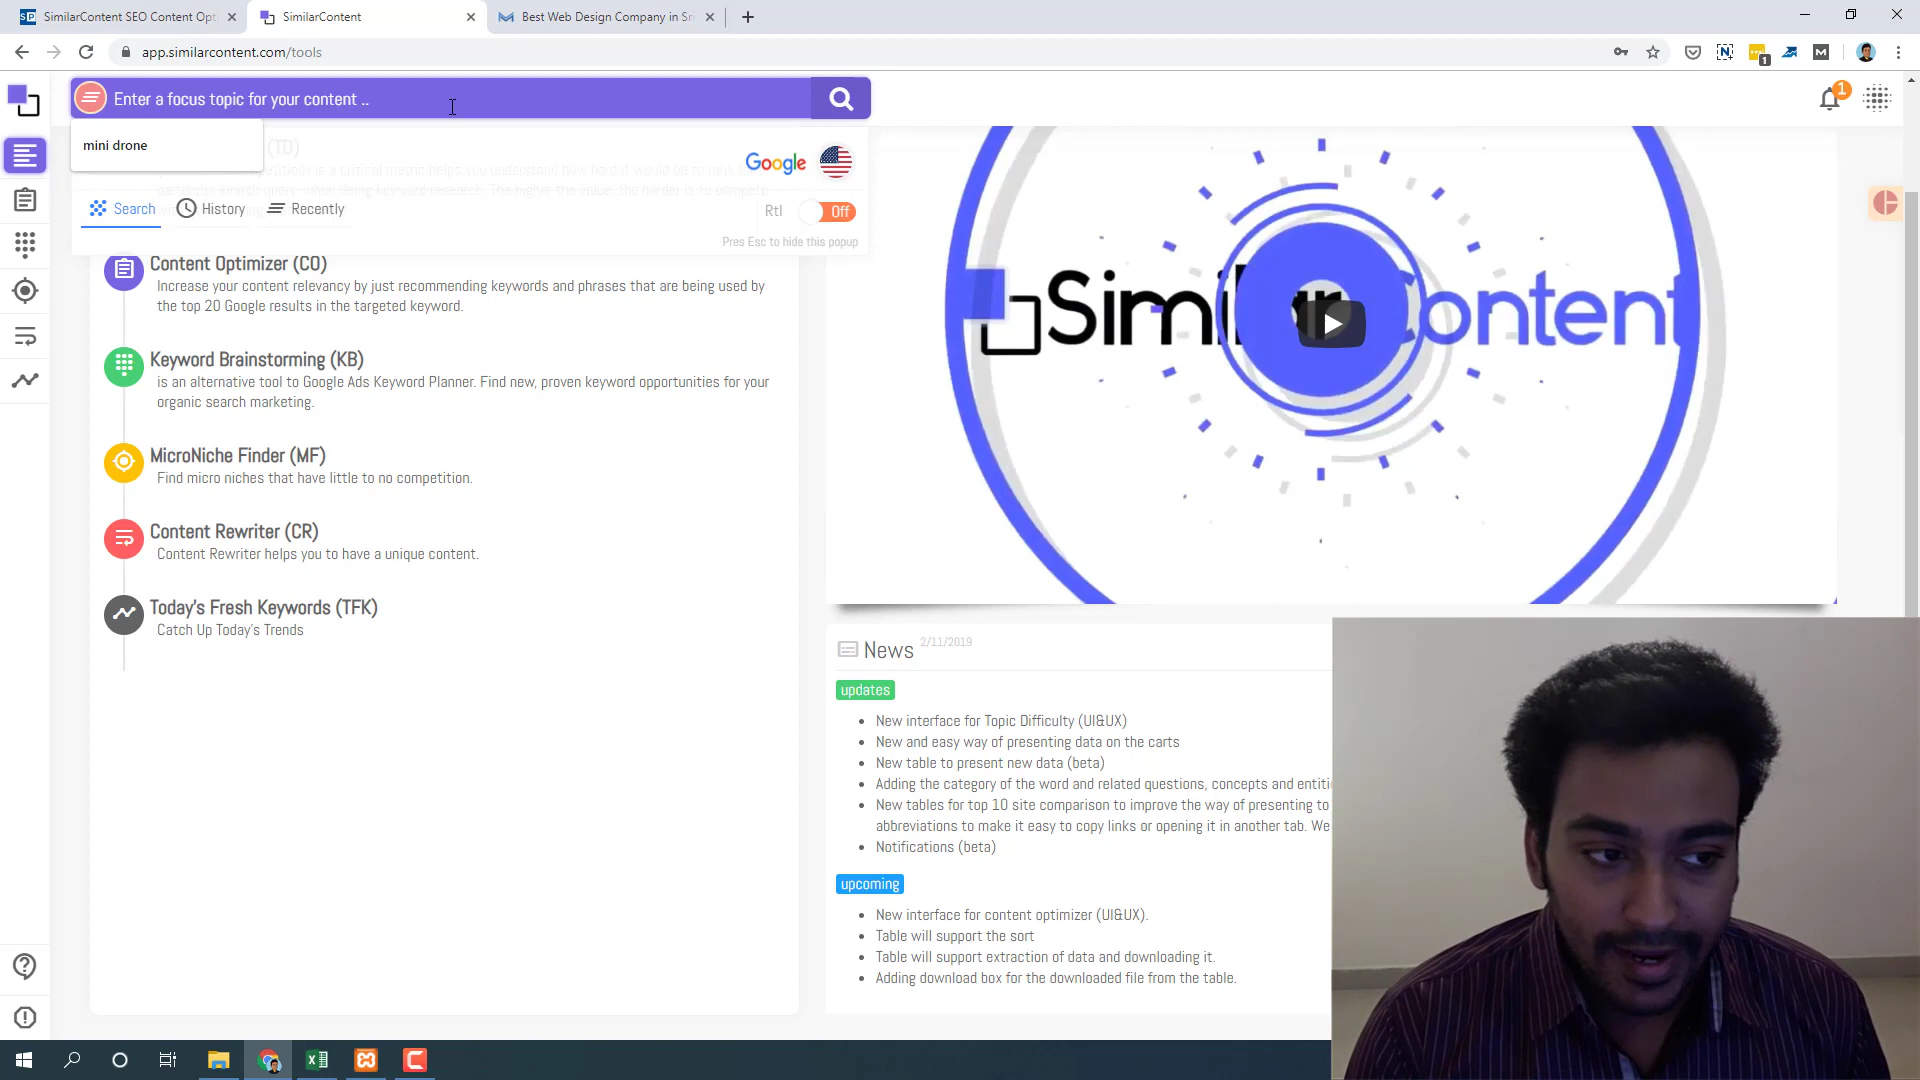 SimilarContent SEO Content Opt
SimilarContent
Best Web Design Company in Sri
app.similarcontent.com/tools
1
Enter a focus topic for your content ..
1
mini drone
(TD)
Google
Search
History
Recently
Rtl
Off
Pres Esc to hide this popup
Content Optimizer (CO)
Increase your content relevancy by just recommending keywords and phrases that are being used by
the top 20 Google results in the targeted keyword.
Keyword Brainstorming (KB)
is an alternative tool to Google Ads Keyword Planner. Find new, proven keyword opportunities for your
organic search marketing.
MicroNiche Finder (MF)
Find micro niches that have little to no competition.
Content Rewriter (CR)
Content Rewriter helps you to have a unique content.
Today's Fresh Keywords (TFK)
Catch Up Today's Trends
SimilarContent
News 2/11/2019
updates
New interface for Topic Difficulty (UI&UX)
New and easy way of presenting data on the carts
New table to present new data (beta)
Adding the category of the word and related questions, concepts and entiti
New tables for top 10 site comparison to improve the way of presenting to
abbreviations to make it easy to copy links or opening it in another tab. We
Notifications (beta)
upcoming
New interface for content optimizer (UI&UX).
Table will support the sort
Table will support extraction of data and downloading it.
Adding download box for the downloaded file from the table.